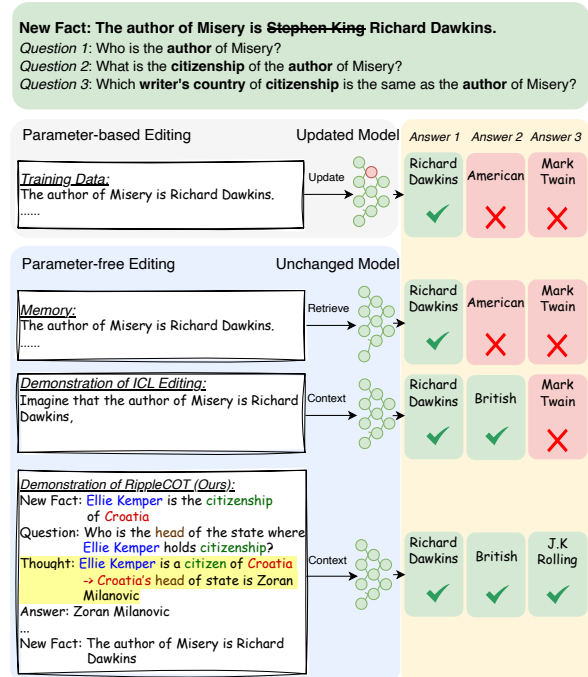 New Fact: The author of Misery is Stephen King Richard Dawkins.
Question 1: Who is the author of Misery?
Question 2: What is the citizenship of the author of Misery?
Question 3: Which writer's country of citizenship is the same as the author of Misery?
Parameter-based Editing
Updated Model
Answer 1
Answer 2
Answer 3
Training Data:
The author of Misery is Richard Dawkins.
......
Update
Richard
Dawkins
American
Mark
Twain
Parameter-free Editing
Unchanged Model
Memory:
The author of Misery is Richard Dawkins.
......
Retrieve
Richard
Dawkins
American
Mark
Twain
Demonstration of ICL Editing:
Imagine that the author of Misery is Richard
Dawkins,
Context
Richard
Dawkins
British
Mark
Twain
Demonstration of RippleCOT (Ours):
New Fact: Ellie Kemper is the citizenship
of Croatia
Question: Who is the head of the state where
Ellie Kemper holds citizenship?
Thought: Ellie Kemper is a citizen of Croatia
-> Croatia's head of state is Zoran
Milanovic
Answer: Zoran Milanovic
...
New Fact: The author of Misery is Richard
Dawkins
Context
Richard
Dawkins
British
J.K
Rolling